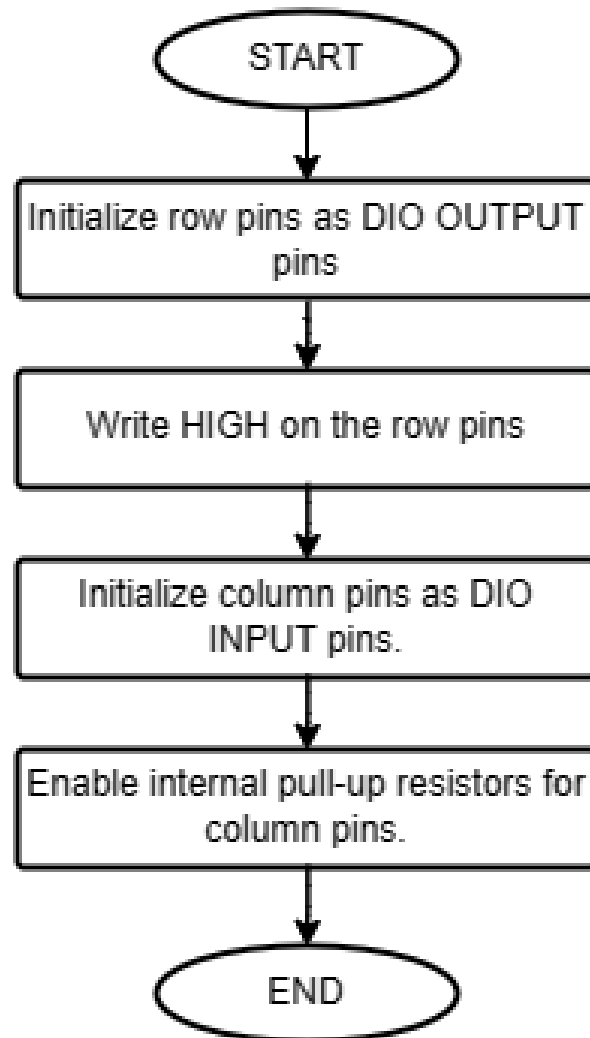 START
Initialize row pins as DIO OUTPUT
pins
Write HIGH on the row pins
Initialize column pins as DIO
INPUT pins.
Enable internal pull-up resistors for
column pins.
END